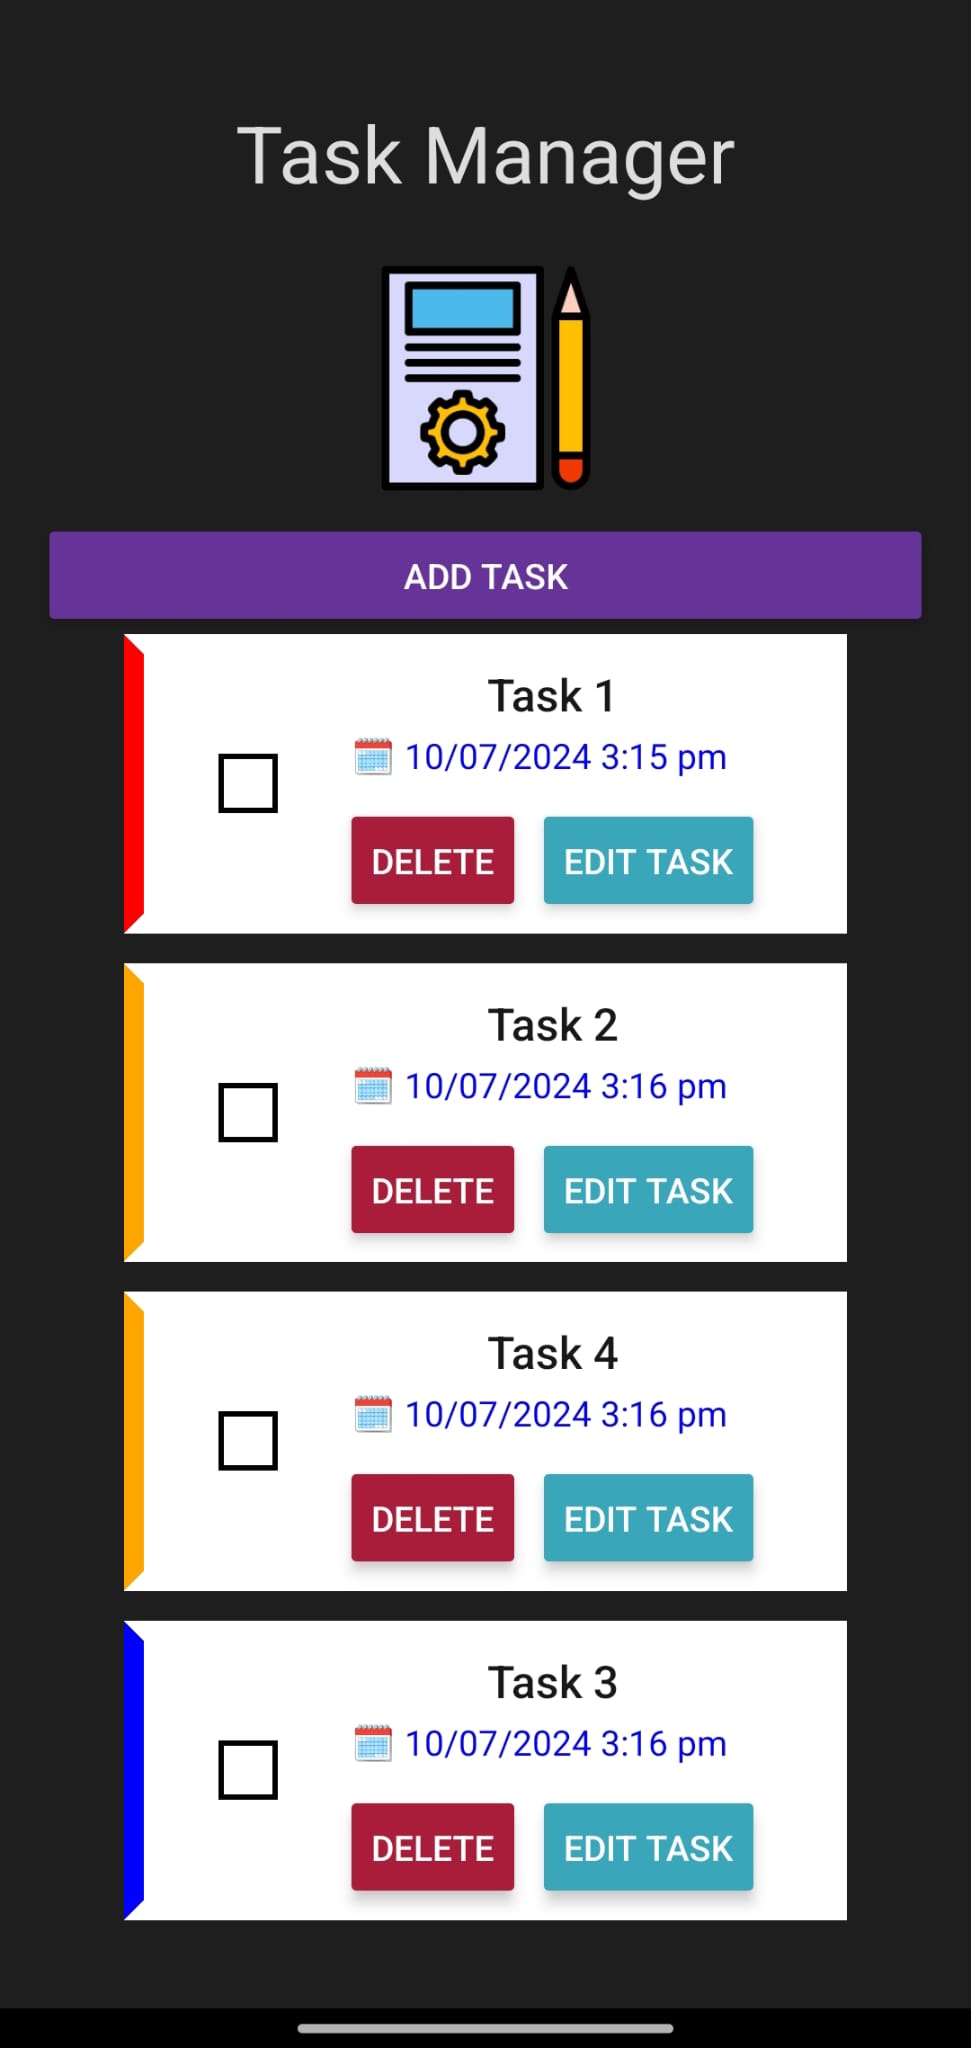 Task Manager
ADD TASK
Task 1
10/07/2024 3:15 pm
DELETE EDIT TASK
Task 2
10/07/2024 3:16 pm
DELETE EDIT TASK
Task 4
10/07/2024 3:16 pm
DELETE EDIT TASK
Task 3
10/07/2024 3:16 pm
DELETE EDIT TASK